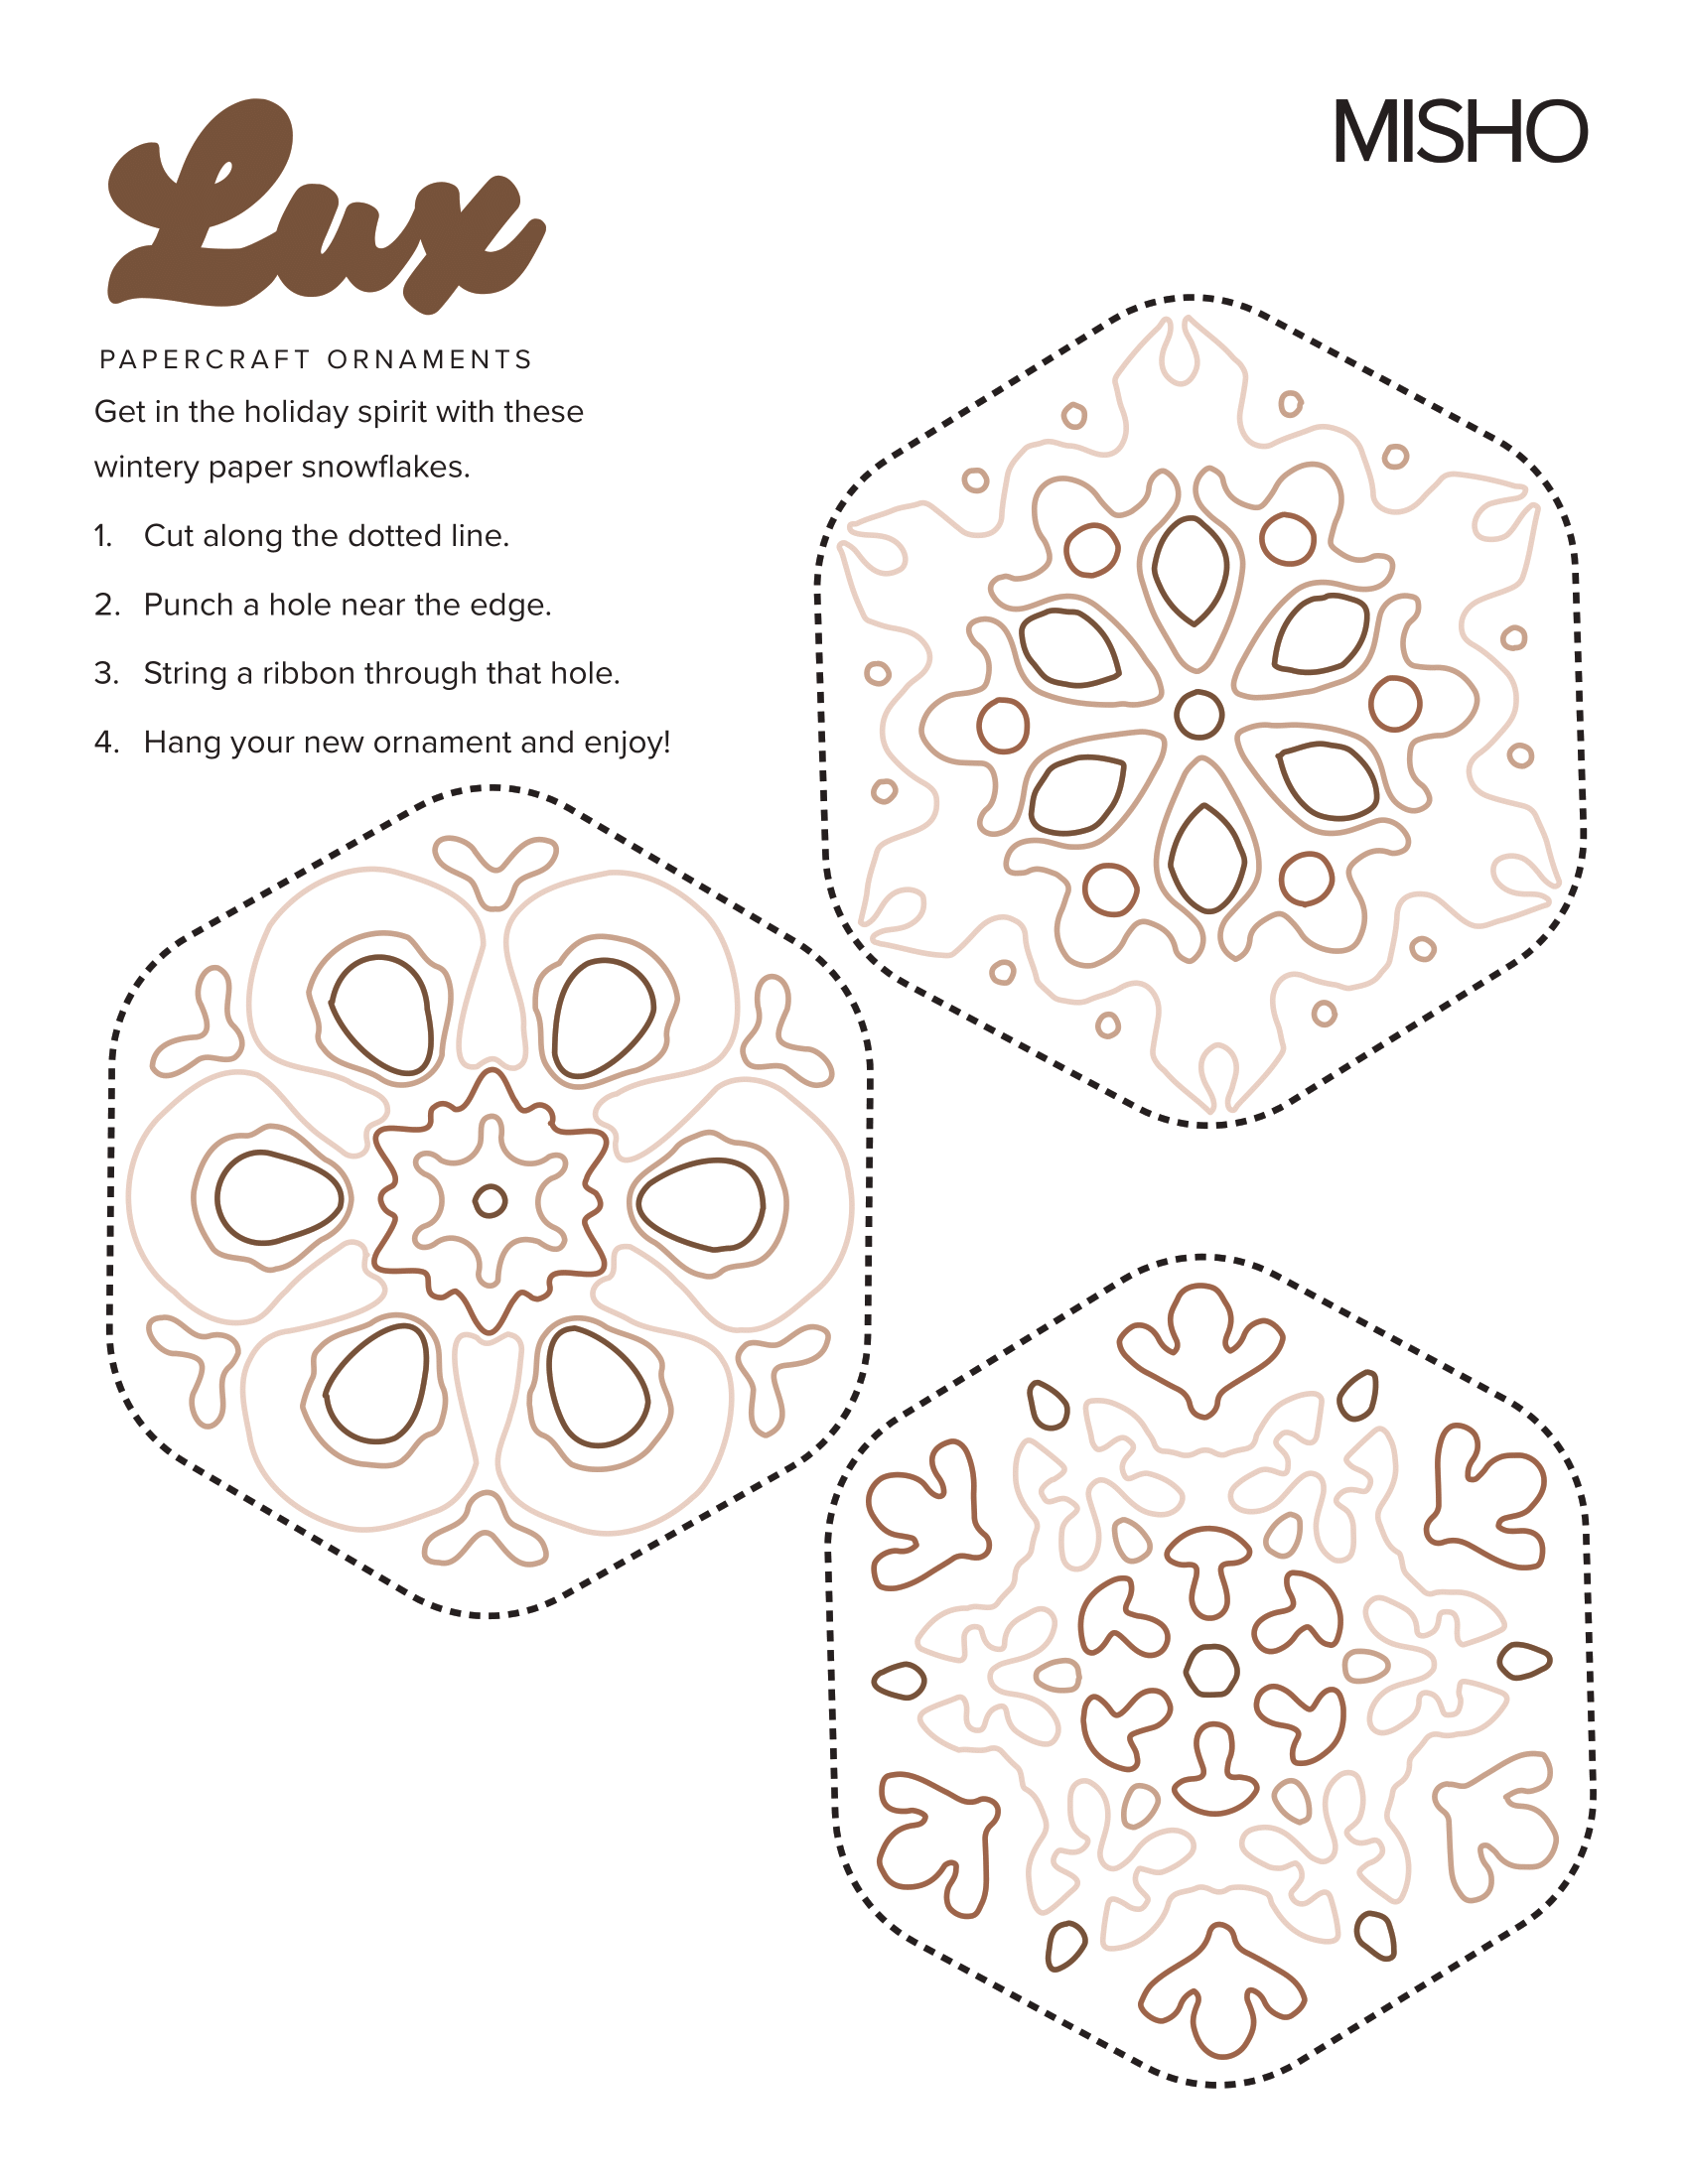 Lux
MISHO
PAPERCRAFT ORNAMENTS
Get in the holiday spirit with these
wintery paper snowflakes.
1. Cut along the dotted line.
2. Punch a hole near the edge.
3. String a ribbon through that hole.
4. Hang your new ornament and enjoy!